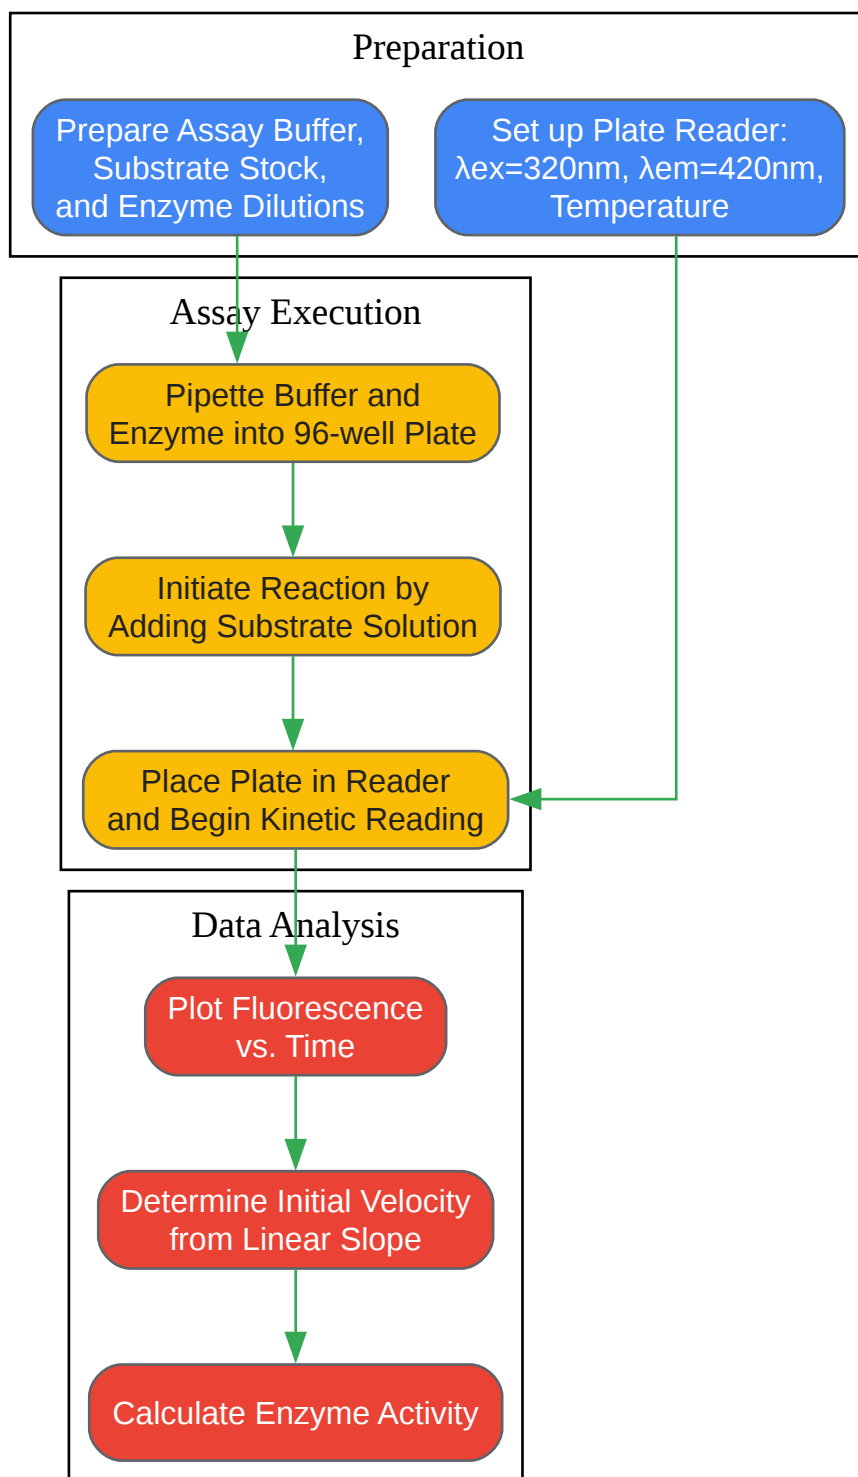 Preparation
Prepare Assay Buffer,
Substrate Stock,
and Enzyme Dilutions
Set up Plate Reader:
λex=320nm, λem=420nm,
Temperature
Assay Execution
Pipette Buffer and
Enzyme into 96-well Plate
Initiate Reaction by
Adding Substrate Solution
Place Plate in Reader
and Begin Kinetic Reading
Data Analysis
Plot Fluorescence
vs. Time
Determine Initial Velocity
from Linear Slope
Calculate Enzyme Activity